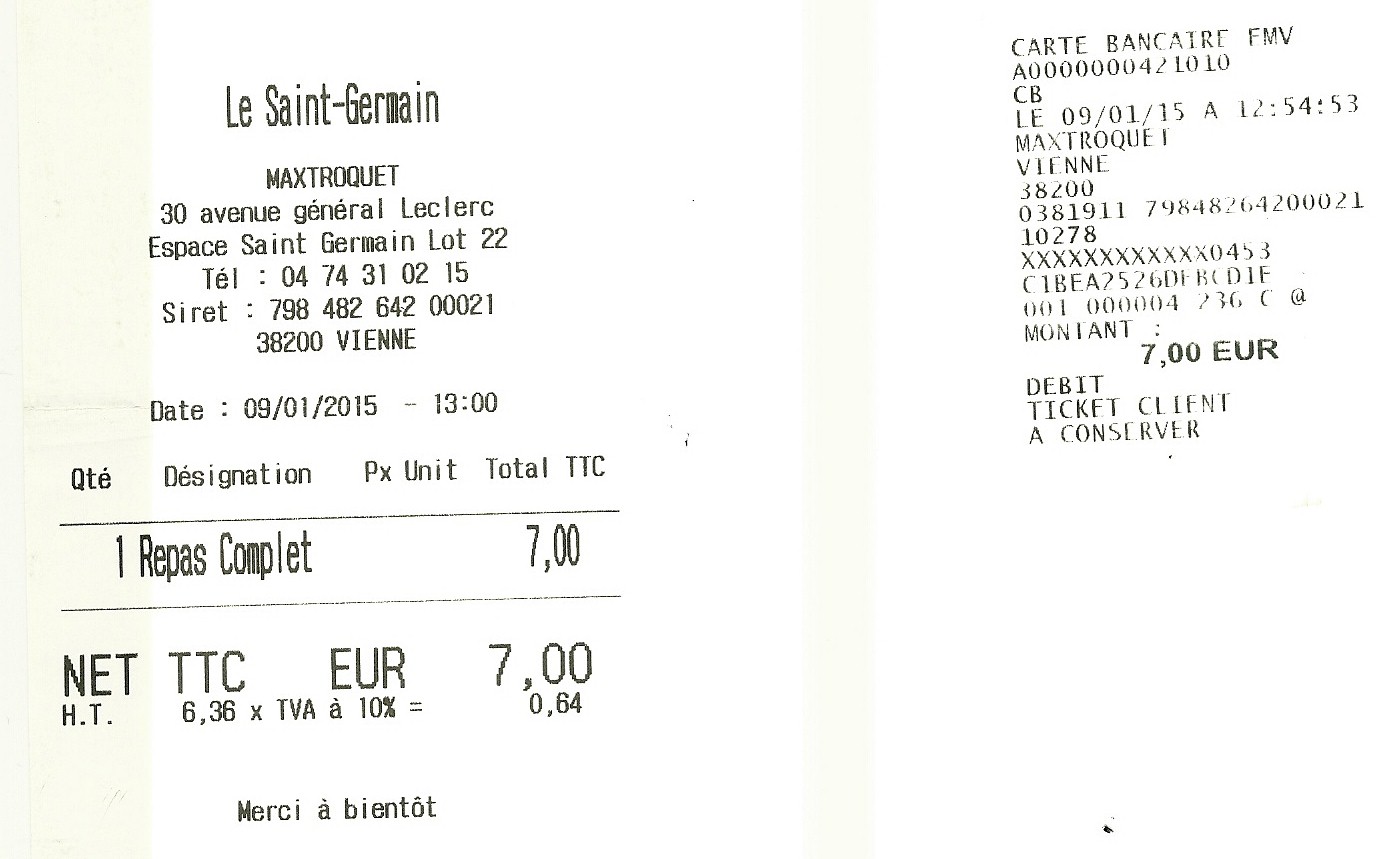 Le Saint-Germain
MAXTROQUET
30 avenue général Leclerc
Espace Saint Germain Lot 22
Tél : 04 74 31 02 15
Siret : 798 482 642 00021
38200 VIENNE
Date : 09/01/2015 - 13:00
Qté Désignation Px Unit Total TTC
1 Repas Complet 7,00
NET TTC EUR 7,00
H.T. 6,36 x TVA à 10% = 0,64
Merci à bientôt
CARTE BANCAIRE FMV
A0000000421010
CB
LE 09/01/15 A 12:54:53
MAXTROQUET
VIENNE
38200
0381911 79848264200021
10278
XXXXXXXXXXXX0453
001 000004 236 C @
MONTANT :
7,00 EUR
DEBIT
TICKET CLIENT
A CONSERVER